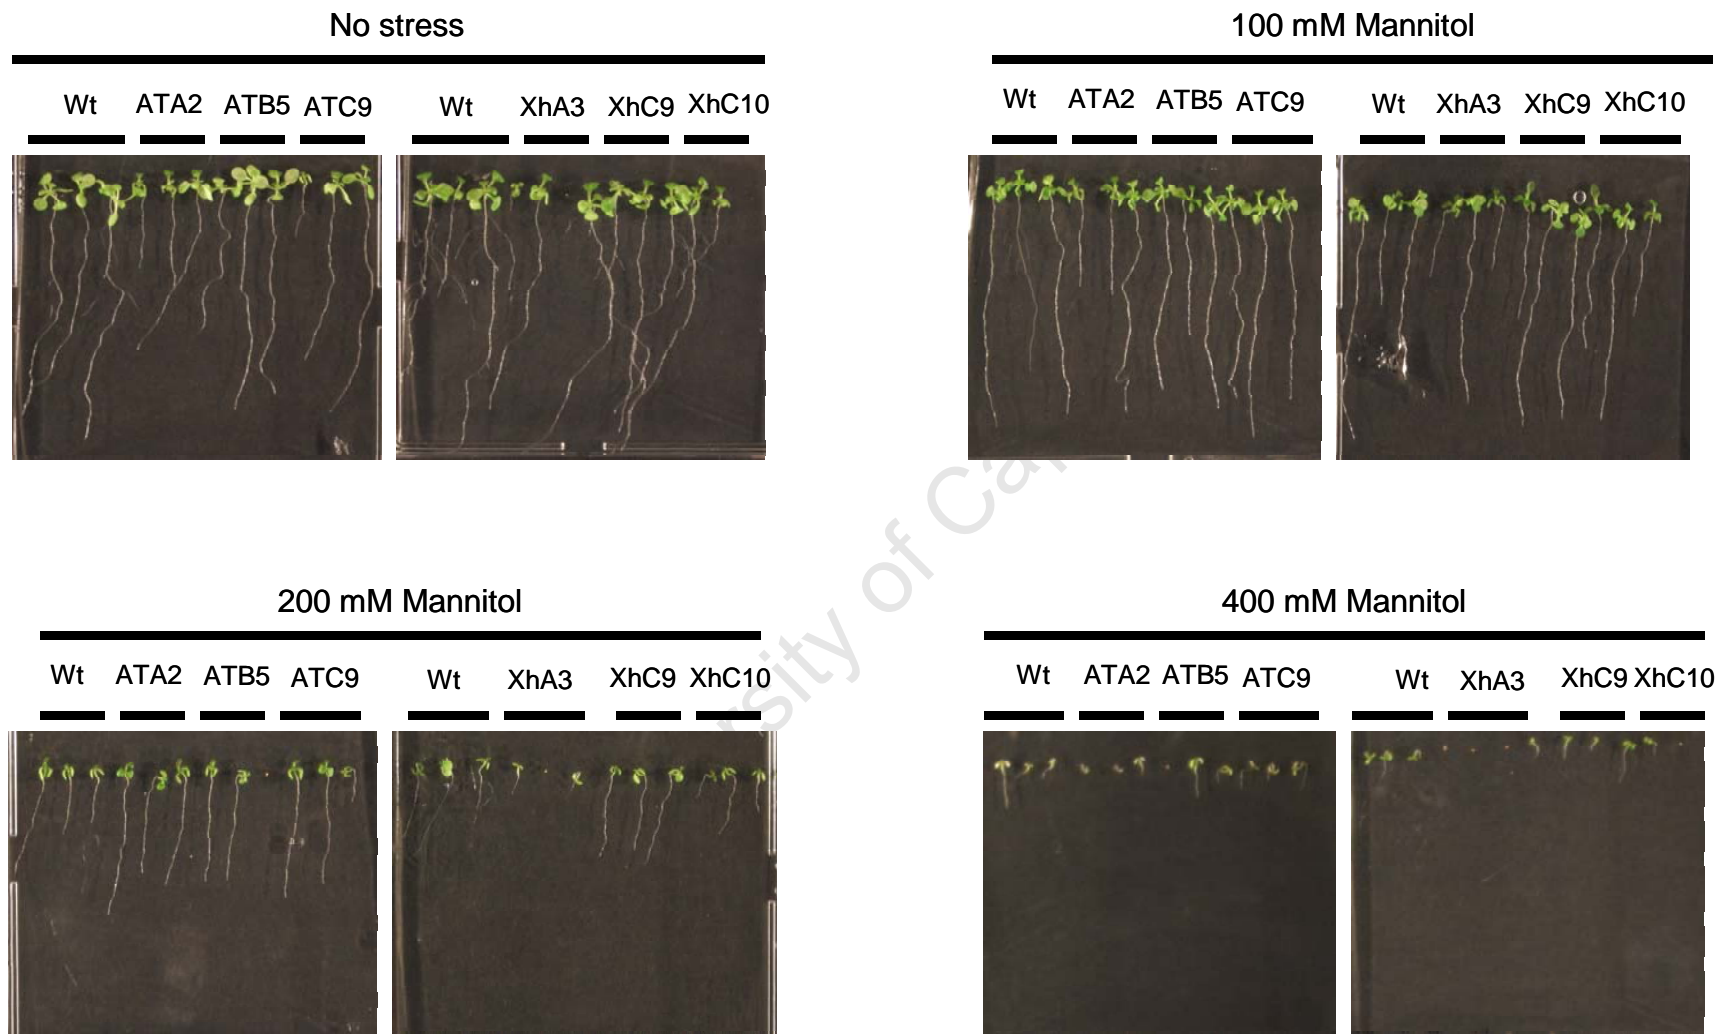 No stress
100 mM Mannitol
Wt ATA2 ATB5 ATC9 Wt XhA3 XhC9 XhC10
Wt ATA2 ATB5 ATC9 Wt XhA3 XhC9 XhC10
200 mM Mannitol
400 mM Mannitol
Wt ATA2 ATB5 ATC9 Wt XhA3 XhC9 XhC10
Wt ATA2 ATB5 ATC9 Wt XhA3 XhC9 XhC10